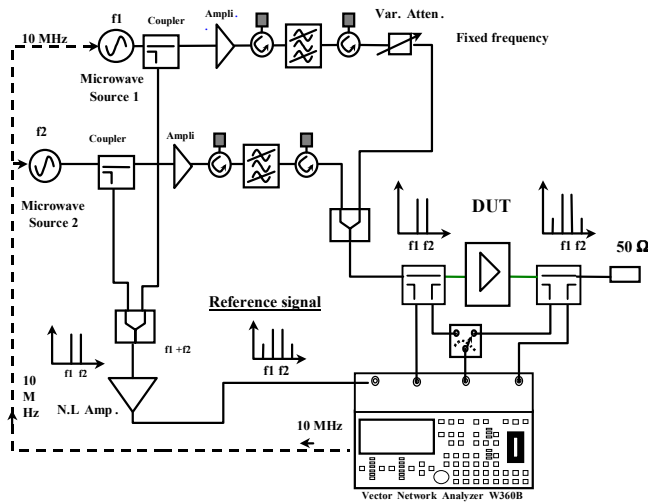 f1
Coupler
Ampli .
Var. Atten .
10 MHz
Fixed frequency
Microwave
Source 1
f2
Coupler
Ampli
Microwave
Source 2
DUT
f1 f2
f1 f2
50 Ω
Reference signal
f1 +f2
f1 f2
f1 f2
10
M
Hz
N.L Amp .
10 MHz
Vector Network Analyzer W360B